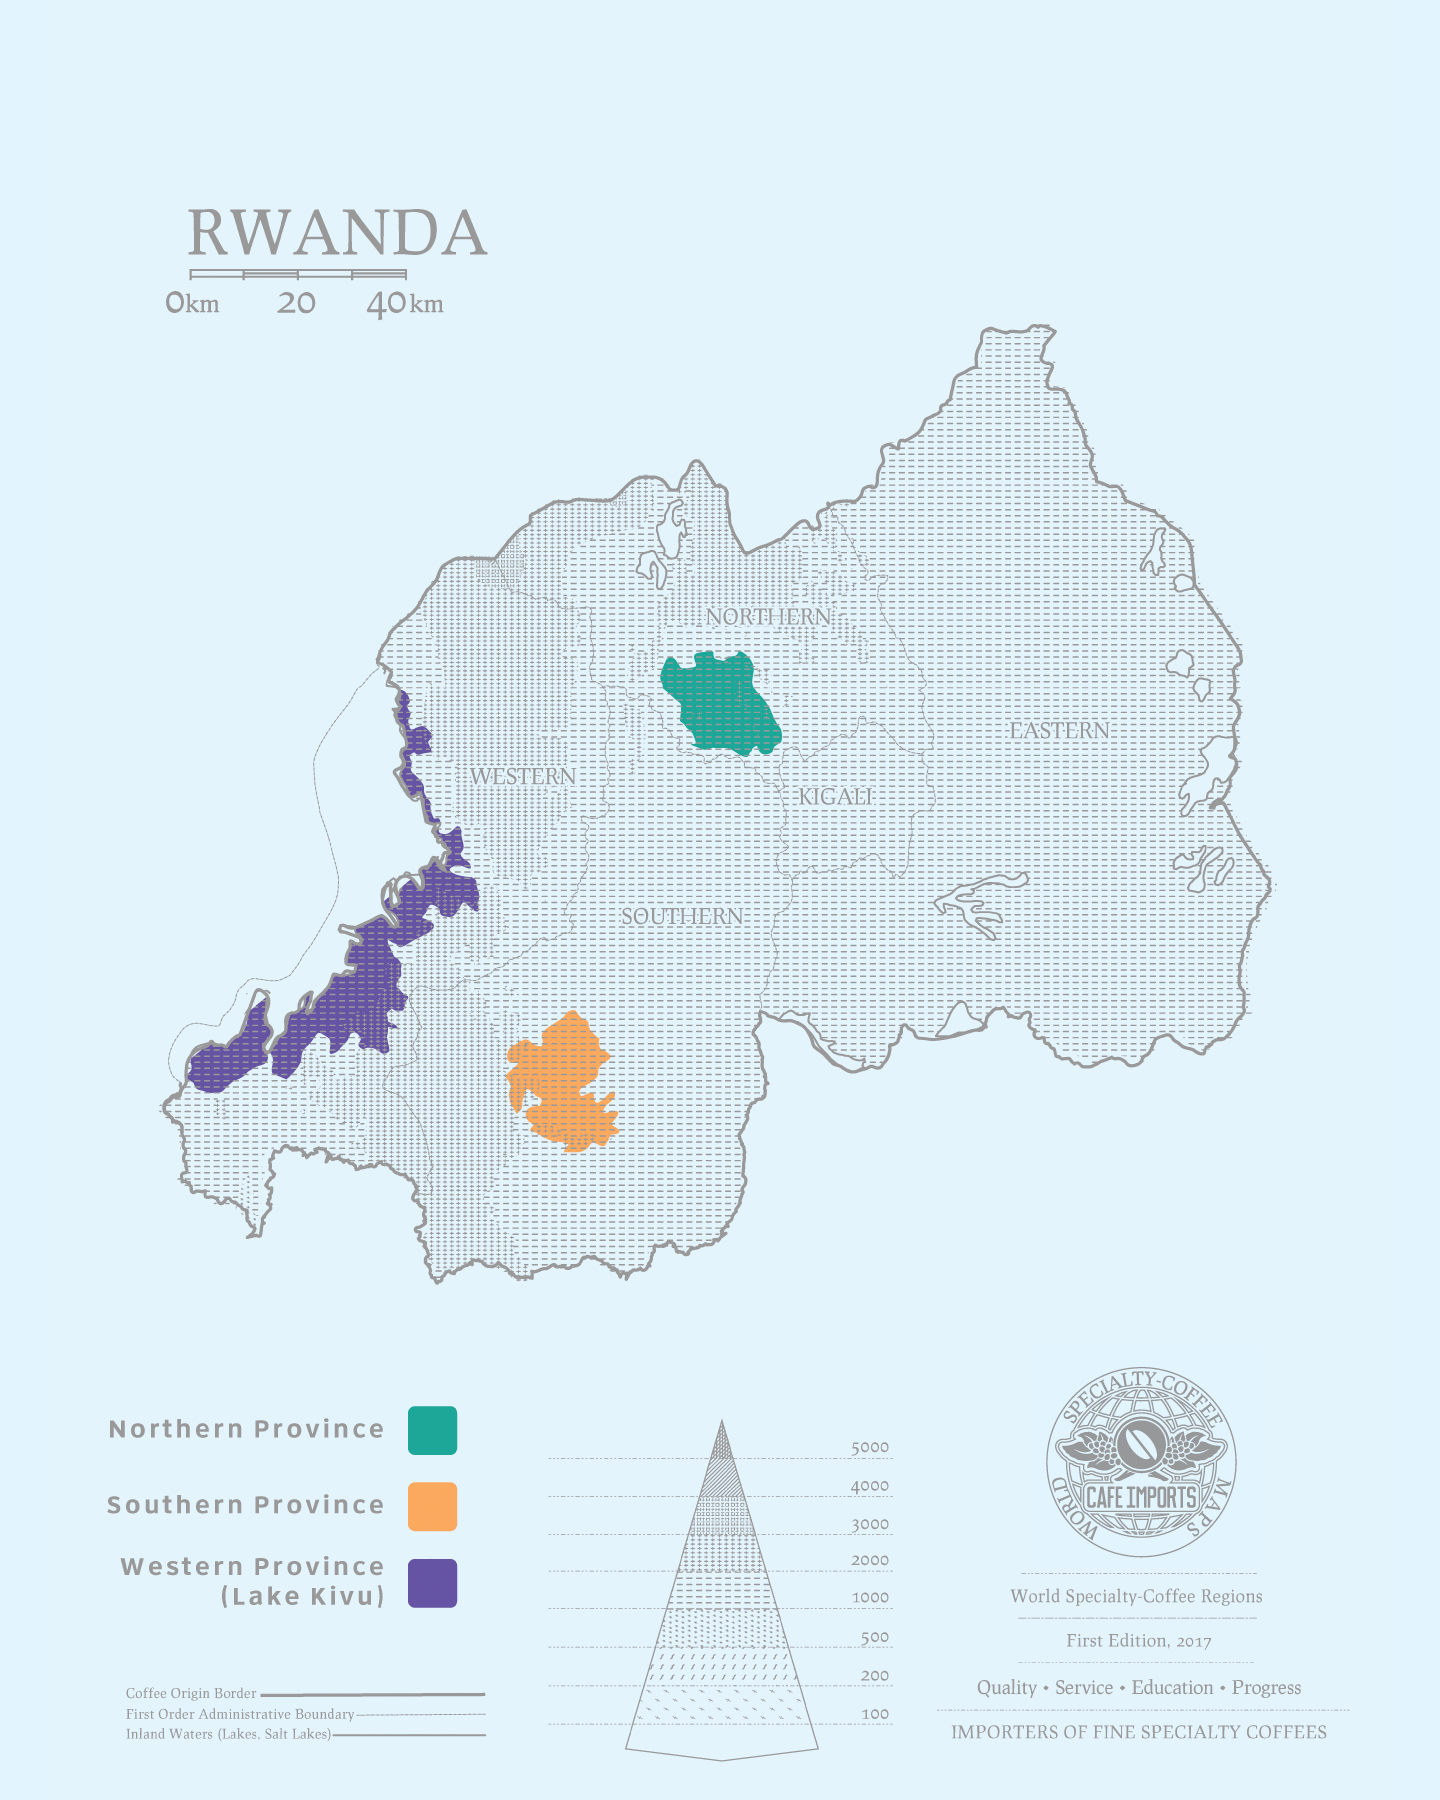 RWANDA
0km 20 40km
NORTHERN
EASTERN
WESTERN
KIGALI
SOUTHERN
Northern Province
Southern Province
Western Province
(Lake Kivu)
Coffee Origin Border
First Order Administrative Boundary
Inland Waters (Lakes, Salt Lakes)
5000
4000
3000
2000
1000
500
200
100
SPECIALTY-COFFEE
WORLD MAPS
CAFE IMPORTS
World Specialty-Coffee Regions
First Edition, 2017
Quality • Service • Education • Progress
IMPORTERS OF FINE SPECIALTY COFFEES